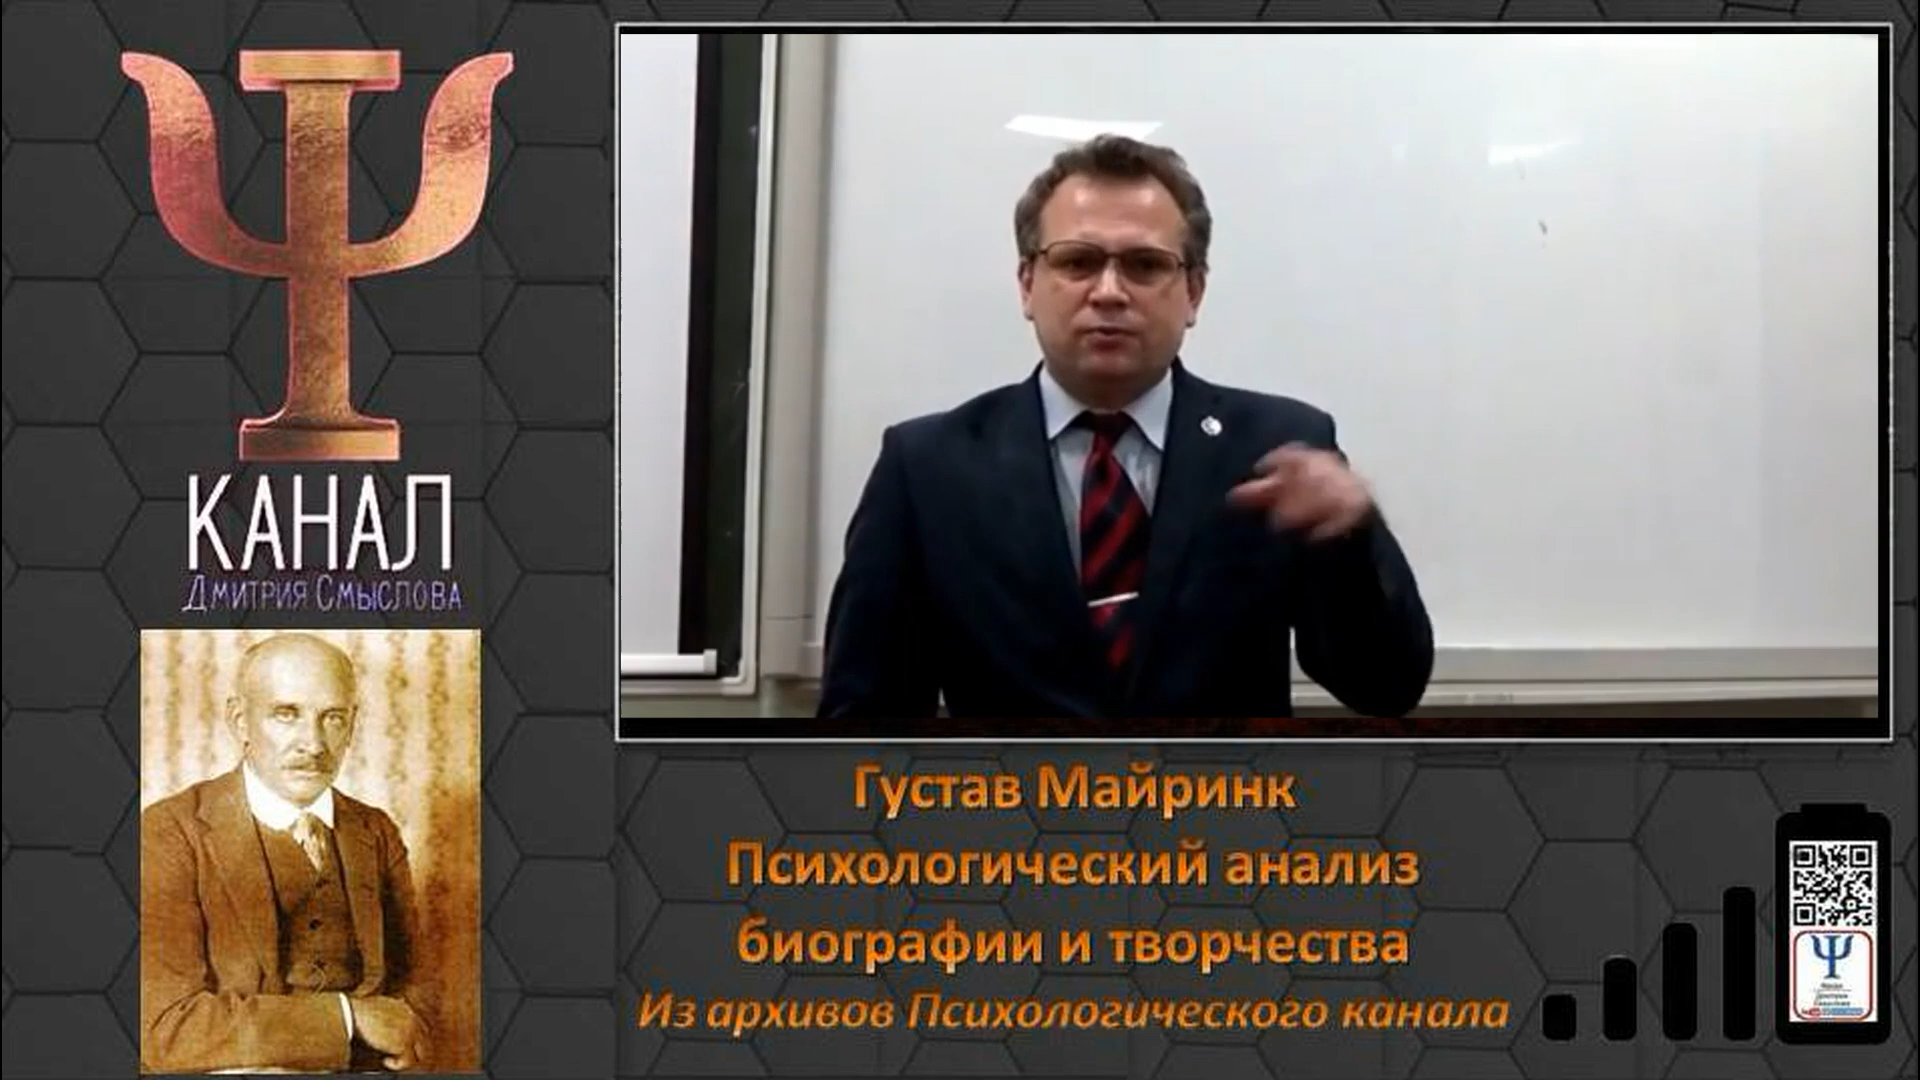 Ψ
КАНАЛ
Дмитрия Смыслова
Густав Майринк
Психологический анализ
биографии и творчества
Из архивов Психологического канала
Ψ